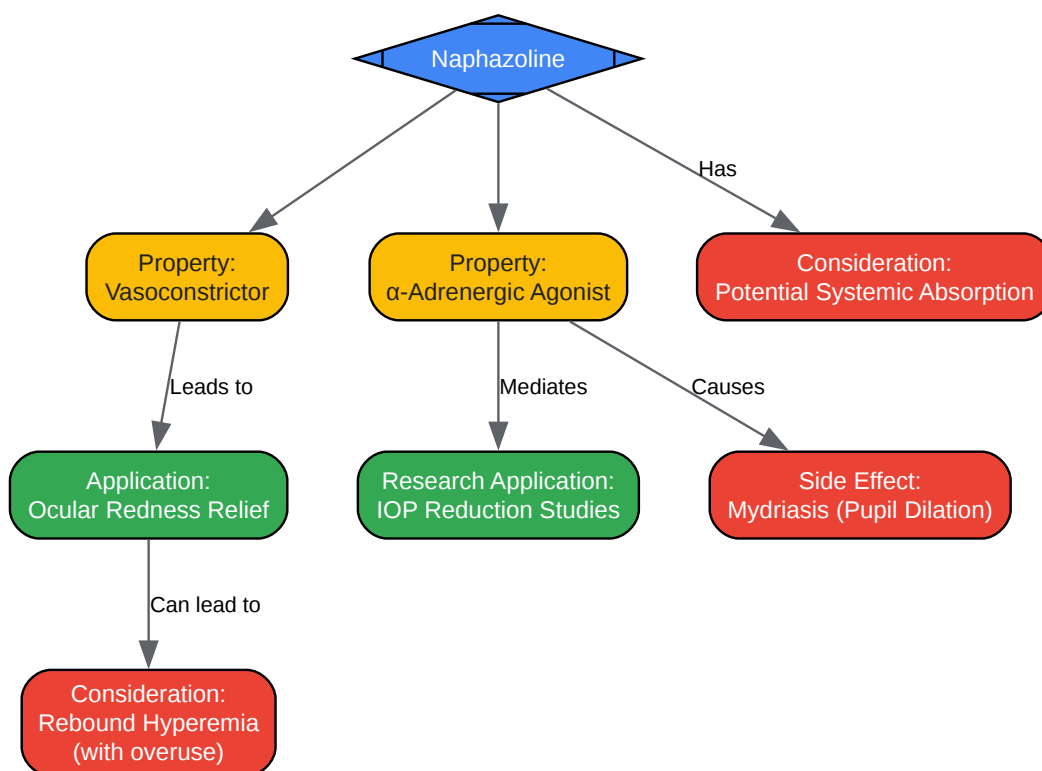 Naphazoline
Has
Property:
Vasoconstrictor
Property:
α-Adrenergic Agonist
Consideration:
Potential Systemic Absorption
Leads to
Mediates
Causes
Application:
Ocular Redness Relief
Research Application:
IOP Reduction Studies
Side Effect:
Mydriasis (Pupil Dilation)
Can lead to
Consideration:
Rebound Hyperemia
(with overuse)